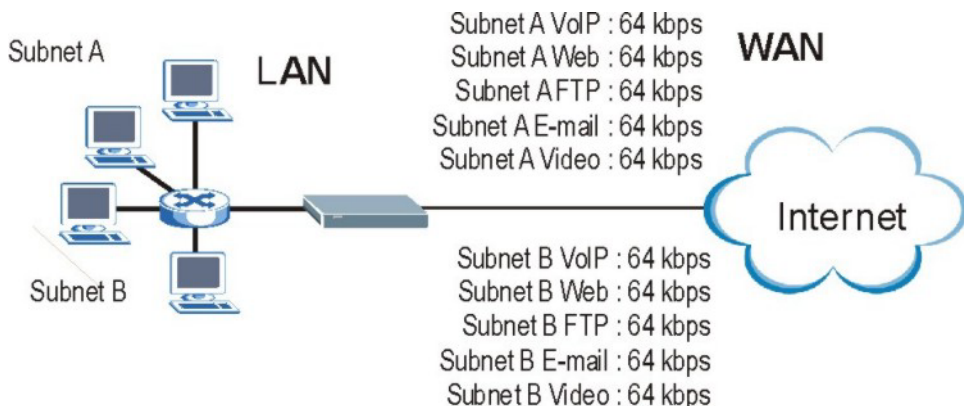 Subnet A
LAN
Subnet B
Subnet A VoIP : 64 kbps
Subnet A Web : 64 kbps
Subnet A FTP : 64 kbps
Subnet A E-mail : 64 kbps
Subnet A Video : 64 kbps
WAN
Internet
Subnet B VoIP : 64 kbps
Subnet B Web : 64 kbps
Subnet B FTP : 64 kbps
Subnet B E-mail : 64 kbps
Subnet B Video : 64 kbps